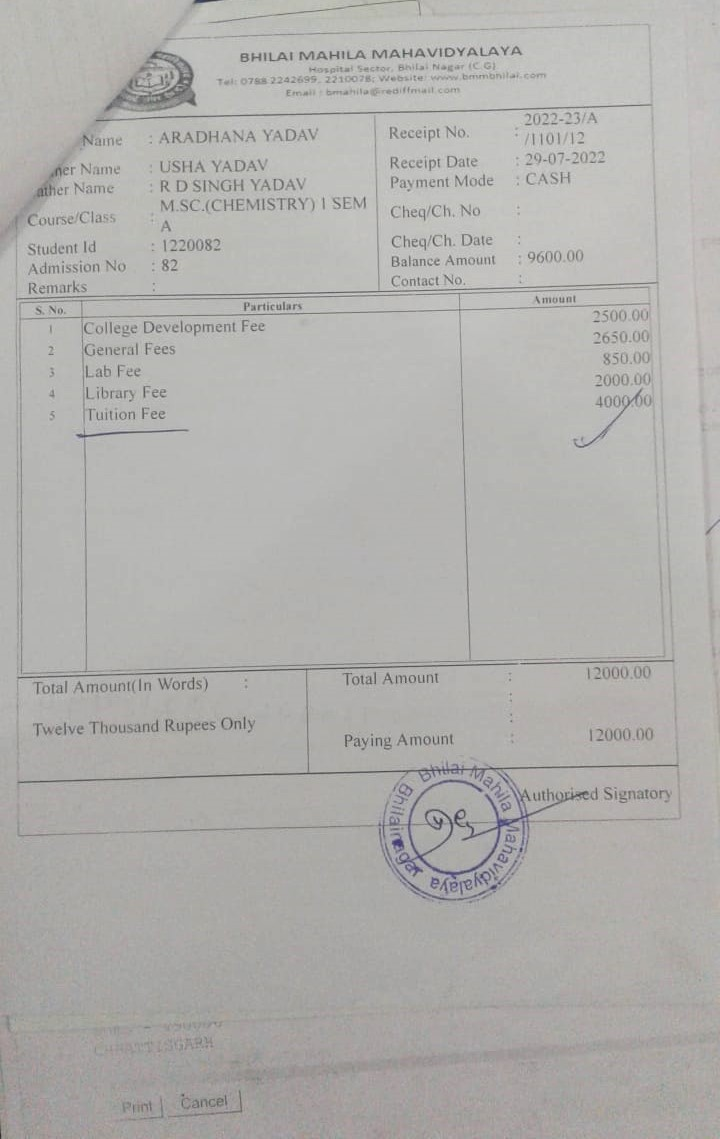 BHILAI MAHILA MAHAVIDYALAYA
Hospital Sector, Bhilai Nagar (C.G)
Tel: 0788 2242699, 2210078; Website: www.bmmbhilai.com
Email : bmahila@rediffmail.com
Name : ARADHANA YADAV
ner Name : USHA YADAV
ather Name : R D SINGH YADAV
Course/Class : M.SC.(CHEMISTRY) I SEM A
Student Id : 1220082
Admission No : 82
Remarks :
Receipt No. : 2022-23/A /1101/12
Receipt Date : 29-07-2022
Payment Mode : CASH
Cheq/Ch. No :
Cheq/Ch. Date :
Balance Amount : 9600.00
Contact No. :
S. No. Particulars Amount
1 College Development Fee 2500.00
2 General Fees 2650.00
3 Lab Fee 850.00
4 Library Fee 2000.00
5 Tuition Fee 4000.00
Total Amount(In Words) :
Twelve Thousand Rupees Only
Total Amount : 12000.00
:
:
Paying Amount : 12000.00
Authorised Signatory
Bhilai Mahila Mahavidyalaya
Bhilainagar
CHHATTISGARH
Print Cancel